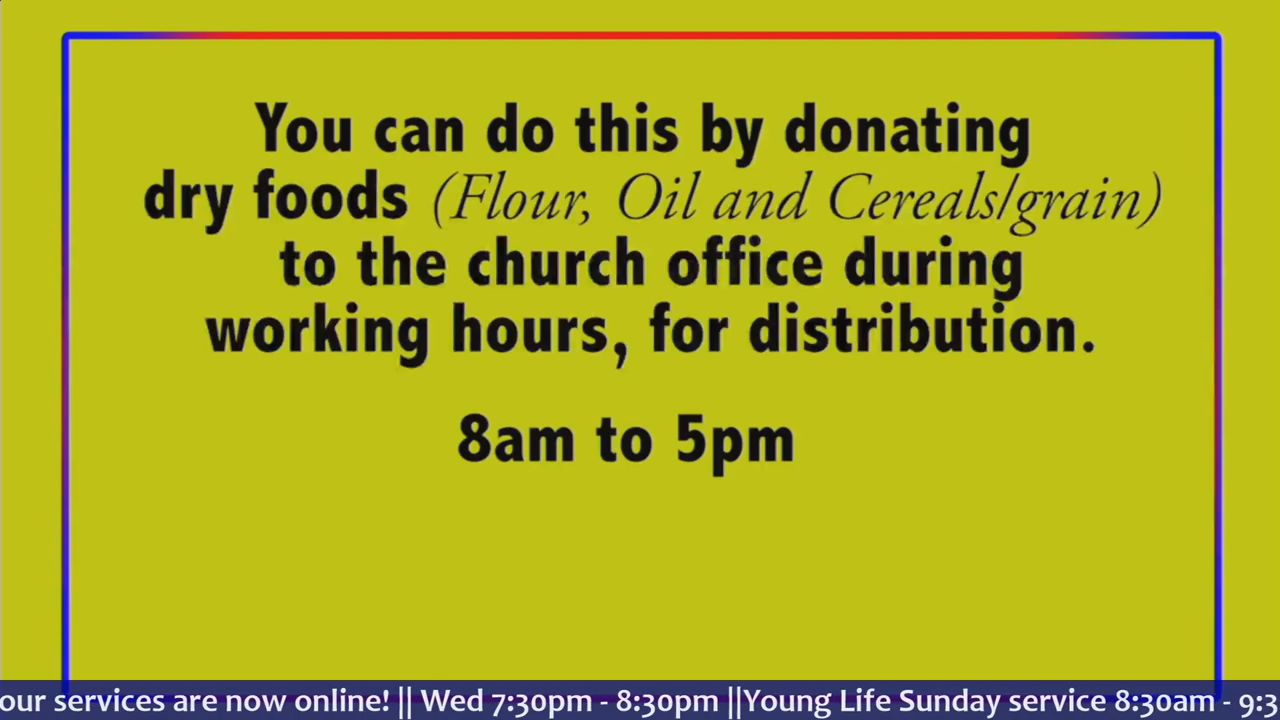 You can do this by donating
dry foods (Flour, Oil and Cereals/grain)
to the church office during
working hours, for distribution.
8am to 5pm
our services are now online! || Wed 7:30pm - 8:30pm ||Young Life Sunday service 8:30am - 9:3